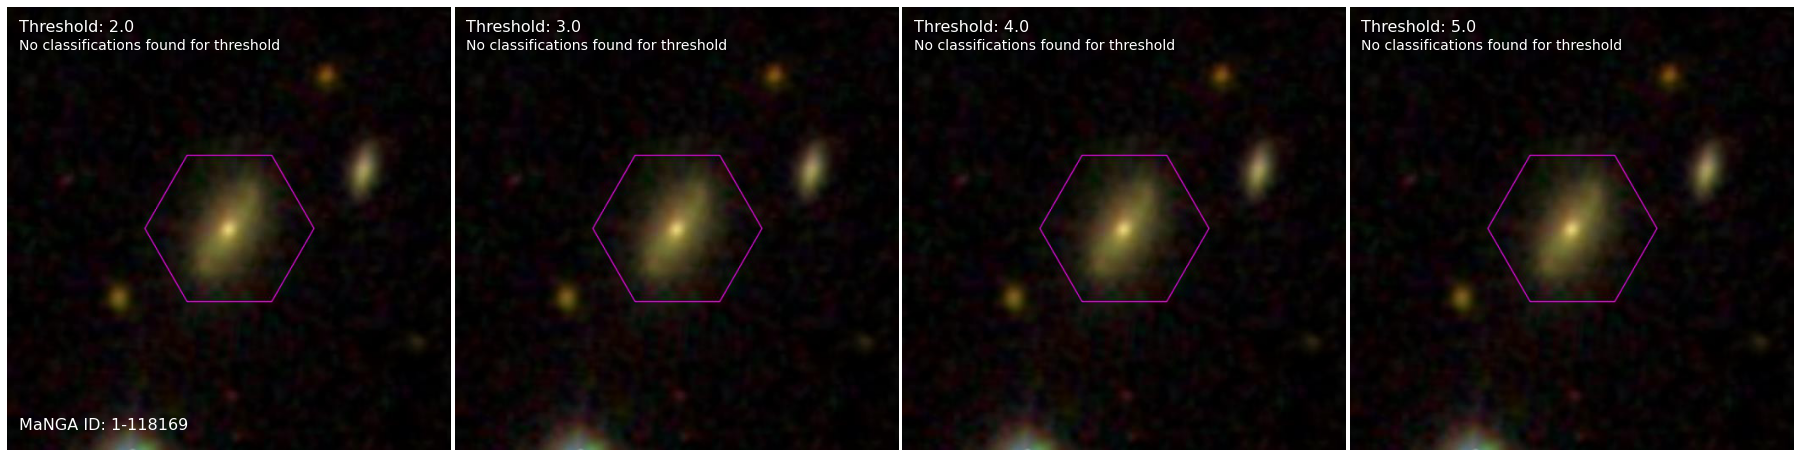 Threshold: 2.0
No classifications found for threshold
MaNGA ID: 1-118169
Threshold: 3.0
No classifications found for threshold
Threshold: 4.0
No classifications found for threshold
Threshold: 5.0
No classifications found for threshold